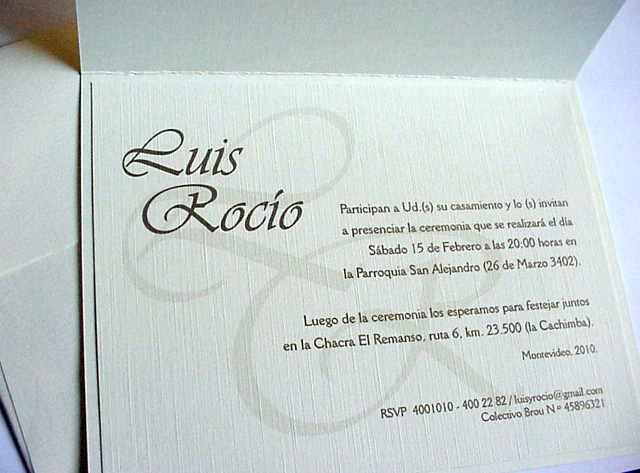 Luis
Rocío
Participan a Ud.(s) su casamiento y lo (s) invitan
a presenciar la ceremonia que se realizará el día
Sábado 15 de Febrero a las 20:00 horas en
la Parroquia San Alejandro (26 de Marzo 3402).
Luego de la ceremonia los esperamos para festejar juntos
en la Chacra El Remanso, ruta 6, km. 23.500 (la Cachimba).
Montevideo, 2010.
RSVP 4001010 - 400 22 82 / luisyrocio@gmail.com
Colectivo Brou Nº 45896321